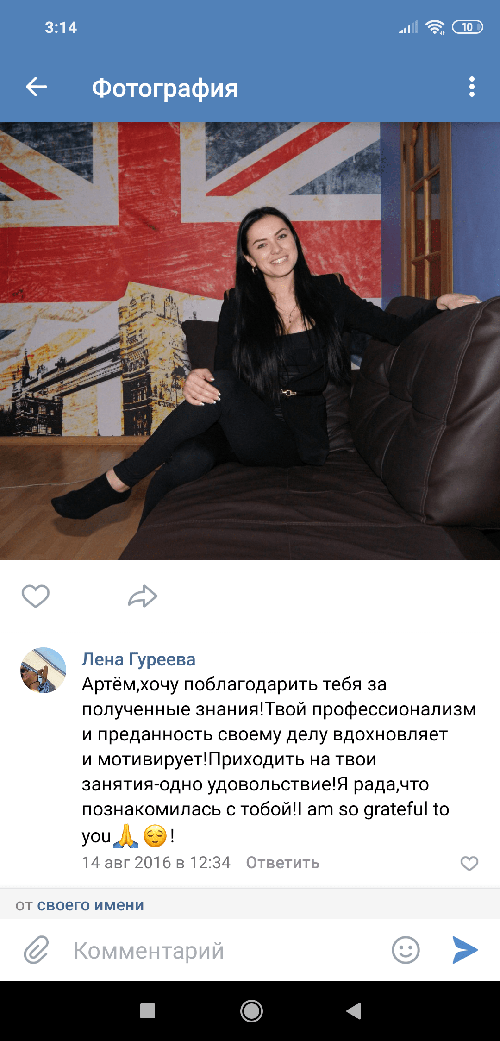 3:14
10
Фотография
Лена Гуреева
Артём,хочу поблагодарить тебя за
полученные знания!Твой профессионализм
и преданность своему делу вдохновляет
и мотивирует!Приходить на твои
занятия-одно удовольствие!Я рада,что
познакомилась с тобой!I am so grateful to
you🙏😌!
14 авг 2016 в 12:34 Ответить
от своего имени
Комментарий